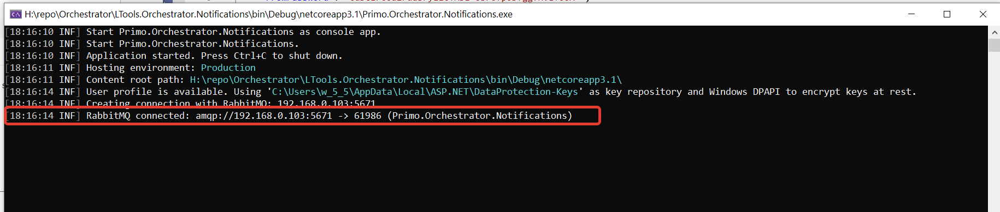 H:\repo\Orchestrator\LTools.Orchestrator.Notifications\bin\Debug\netcoreapp3.1\Primo.Orchestrator.Notifications.exe
[18:16:10 INF] Start Primo.Orchestrator.Notifications as console app.
[18:16:10 INF] Start Primo.Orchestrator.Notifications.
[18:16:10 INF] Application started. Press Ctrl+C to shut down.
[18:16:11 INF] Hosting environment: Production
[18:16:11 INF] Content root path: H:\repo\Orchestrator\LTools.Orchestrator.Notifications\bin\Debug\netcoreapp3.1\
[18:16:14 INF] User profile is available. Using 'C:\Users\w_5_5\AppData\Local\ASP.NET\DataProtection-Keys' as key repository and Windows DPAPI to encrypt keys at rest.
[18:16:14 INF] Creating connection with RabbitMQ: 192.168.0.103:5671
[18:16:14 INF] RabbitMQ connected: amqp://192.168.0.103:5671 -> 61986 (Primo.Orchestrator.Notifications)